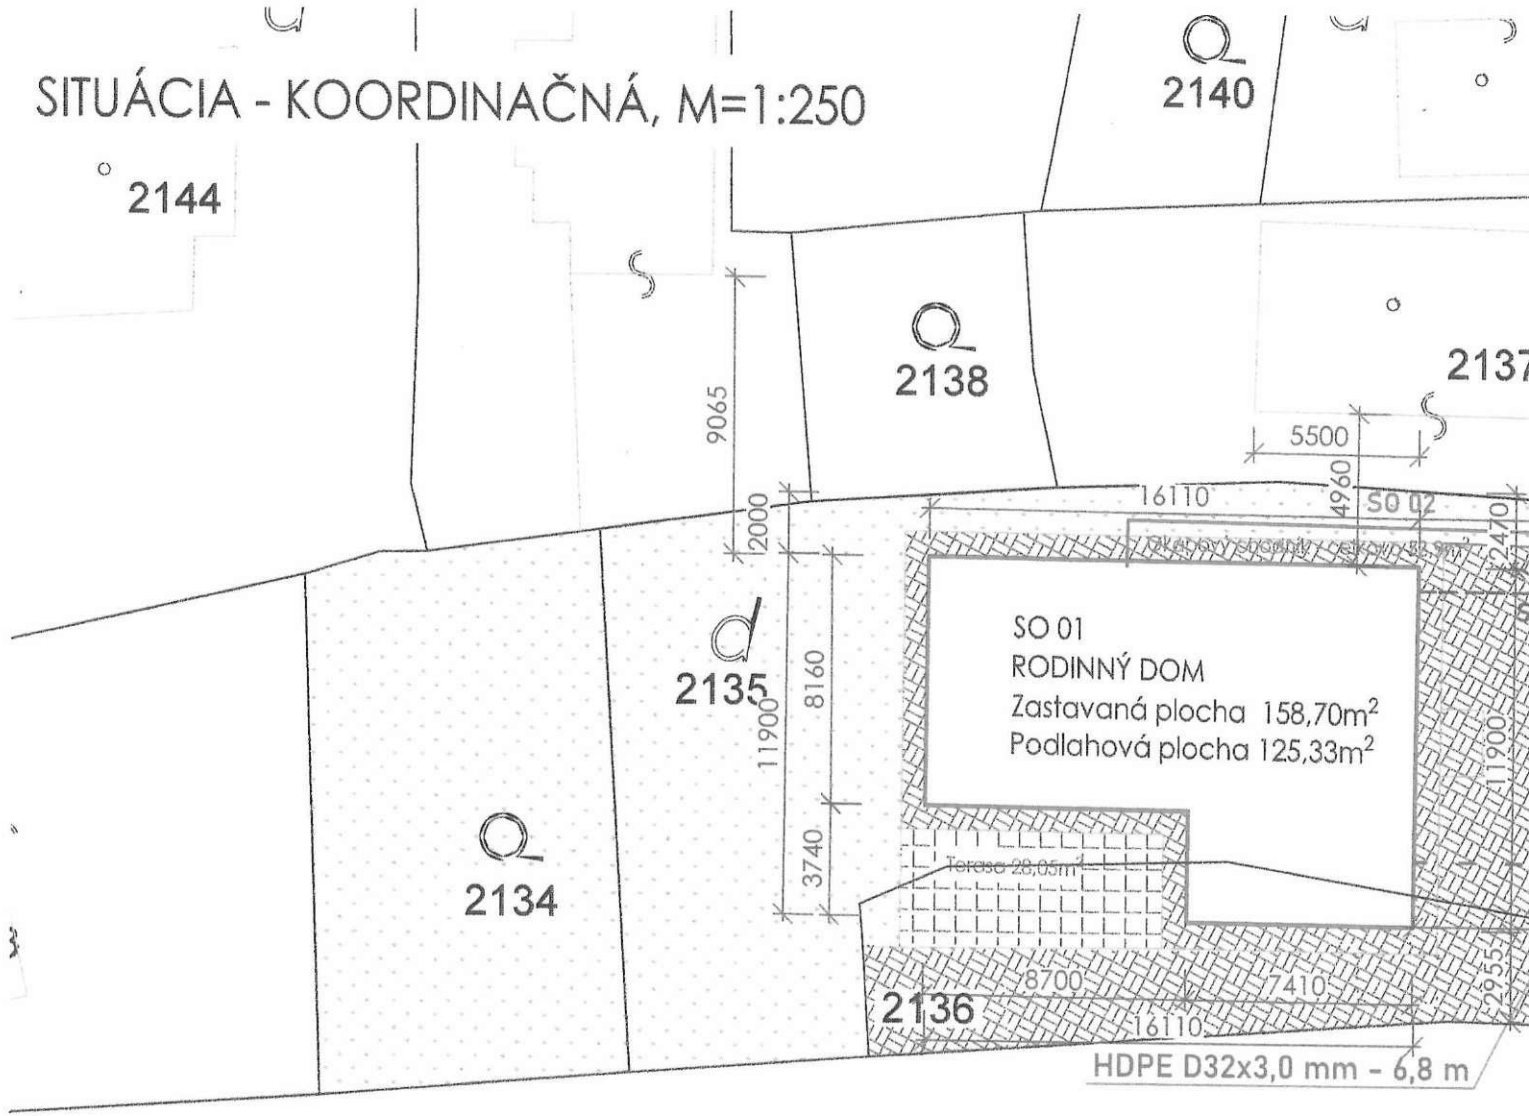 SITUÁCIA - KOORDINAČNÁ, M=1:250
2140
2144
2138
2137
9065
5500
4960
2000
16110
SO 02
2470
SO 01
RODINNÝ DOM
Zastavaná plocha 158,70m²
Podlahová plocha 125,33m²
2135
8160
11900
11900
3740
Terasa 28,05m²
2134
8700
7410
2955
2136
16110
HDPE D32x3,0 mm - 6,8 m